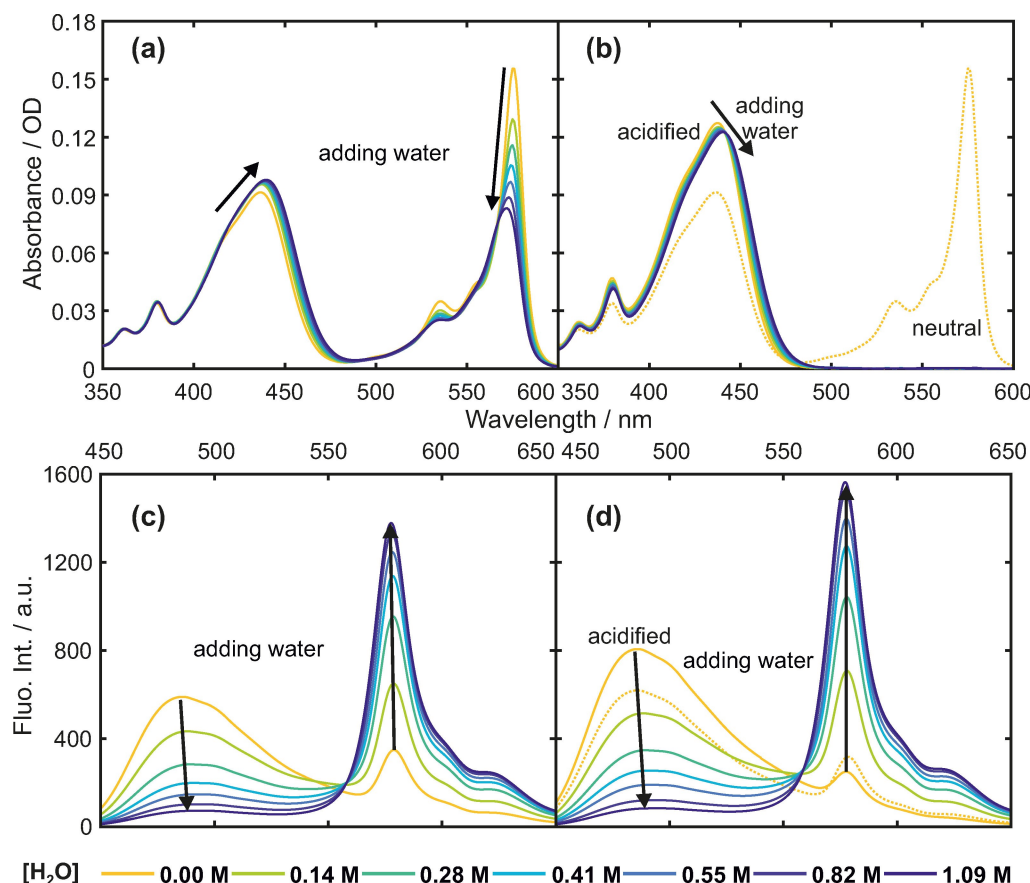 0.18
0.15
0.12
0.09
0.06
0.03
0
Absorbance / OD
(a)
adding water
(b)
acidified
adding
water
neutral
350 400 450 500 550 600
350 400 450 500 550 600
Wavelength / nm
450 500 550 600 650
450 500 550 600 650
1600
1200
800
400
0
Fluo. Int. / a.u.
(c)
adding water
(d)
acidified
adding water
[H₂O] 0.00 M 0.14 M 0.28 M 0.41 M 0.55 M 0.82 M 1.09 M